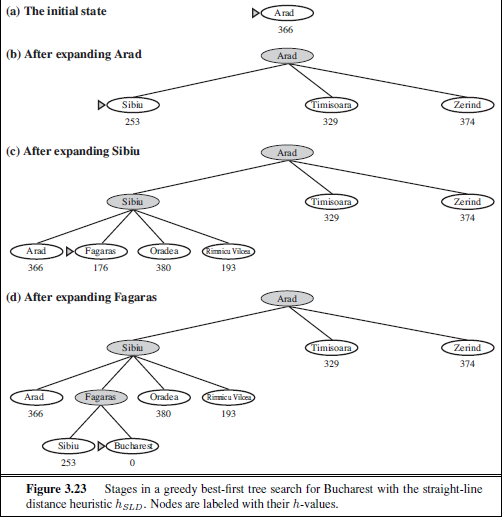 (a) The initial state
Arad
366
(b) After expanding Arad
Arad
Sibiu Timisoara Zerind
253 329 374
(c) After expanding Sibiu
Arad
Sibiu Timisoara Zerind
329 374
Arad Fagaras Oradea Rimnicu Vilcea
366 176 380 193
(d) After expanding Fagaras
Arad
Sibiu Timisoara Zerind
329 374
Arad Fagaras Oradea Rimnicu Vilcea
366 380 193
Sibiu Bucharest
253 0
Figure 3.23 Stages in a greedy best-first tree search for Bucharest with the straight-line
distance heuristic hSLD. Nodes are labeled with their h-values.